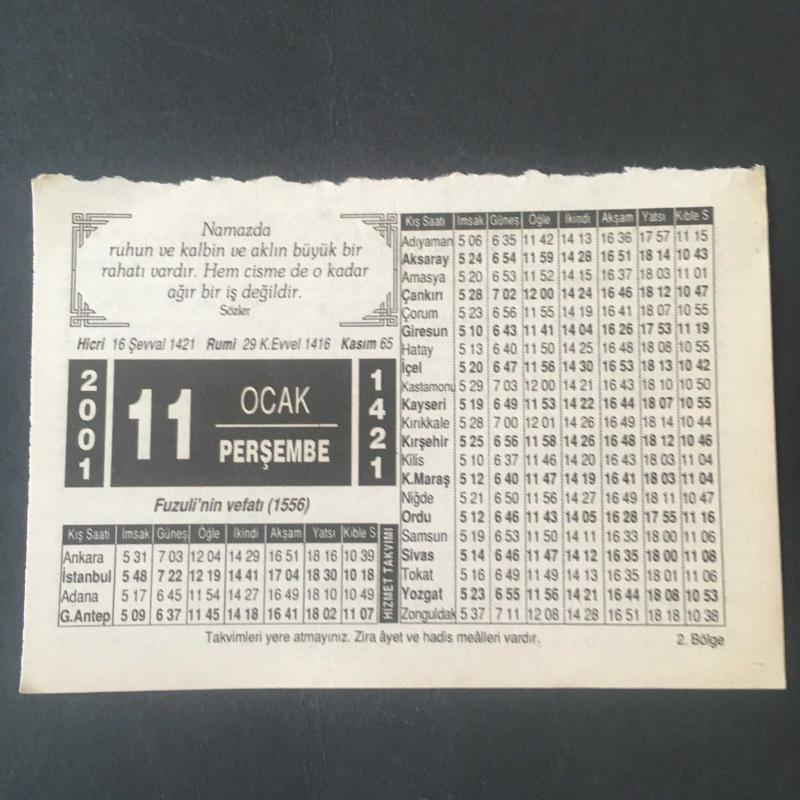 Namazda
ruhun ve kalbin ve aklın büyük bir
rahatı vardır. Hem cisme de o kadar
ağır bir iş değildir.
Sözler
Hicri 16 Şevval 1421 Rumi 29 K.Evvel 1416 Kasım 65
2001
11
OCAK
PERŞEMBE
1421
Fuzuli'nin vefatı (1556)
Kış Saati İmsak Güneş Öğle İkindi Akşam Yatsı Kıble S
Ankara 5 31 7 03 12 04 14 29 16 51 18 16 10 39
İstanbul 5 48 7 22 12 19 14 41 17 04 18 30 10 18
Adana 5 17 6 45 11 54 14 27 16 49 18 10 10 49
G.Antep 5 09 6 37 11 45 14 18 16 41 18 02 11 07
HİZMET TAKVİMİ
Kış Saati İmsak Güneş Öğle İkindi Akşam Yatsı Kıble S
Adıyaman 5 06 6 35 11 42 14 13 16 36 17 57 11 15
Aksaray 5 24 6 54 11 59 14 28 16 51 18 14 10 43
Amasya 5 20 6 53 11 52 14 15 16 37 18 03 11 01
Çankırı 5 28 7 02 12 00 14 24 16 46 18 12 10 47
Çorum 5 23 6 56 11 55 14 19 16 41 18 07 10 55
Giresun 5 10 6 43 11 41 14 04 16 26 17 53 11 19
Hatay 5 13 6 40 11 50 14 25 16 48 18 08 10 55
İçel 5 20 6 47 11 56 14 30 16 53 18 13 10 42
Kastamonu 5 29 7 03 12 00 14 21 16 43 18 10 10 50
Kayseri 5 19 6 49 11 53 14 22 16 44 18 07 10 55
Kırıkkale 5 28 7 00 12 01 14 26 16 49 18 14 10 44
Kırşehir 5 25 6 56 11 58 14 26 16 48 18 12 10 46
Kilis 5 10 6 37 11 46 14 20 16 43 18 03 11 04
K.Maraş 5 12 6 40 11 47 14 19 16 41 18 03 11 04
Niğde 5 21 6 50 11 56 14 27 16 49 18 11 10 47
Ordu 5 12 6 46 11 43 14 05 16 28 17 55 11 16
Samsun 5 19 6 53 11 50 14 11 16 33 18 00 11 06
Sivas 5 14 6 46 11 47 14 12 16 35 18 00 11 08
Tokat 5 16 6 49 11 49 14 13 16 35 18 01 11 06
Yozgat 5 23 6 55 11 56 14 21 16 44 18 08 10 53
Zonguldak 5 37 7 11 12 08 14 28 16 51 18 18 10 38
Takvimleri yere atmayınız. Zira âyet ve hadis meâlleri vardır.
2. Bölge